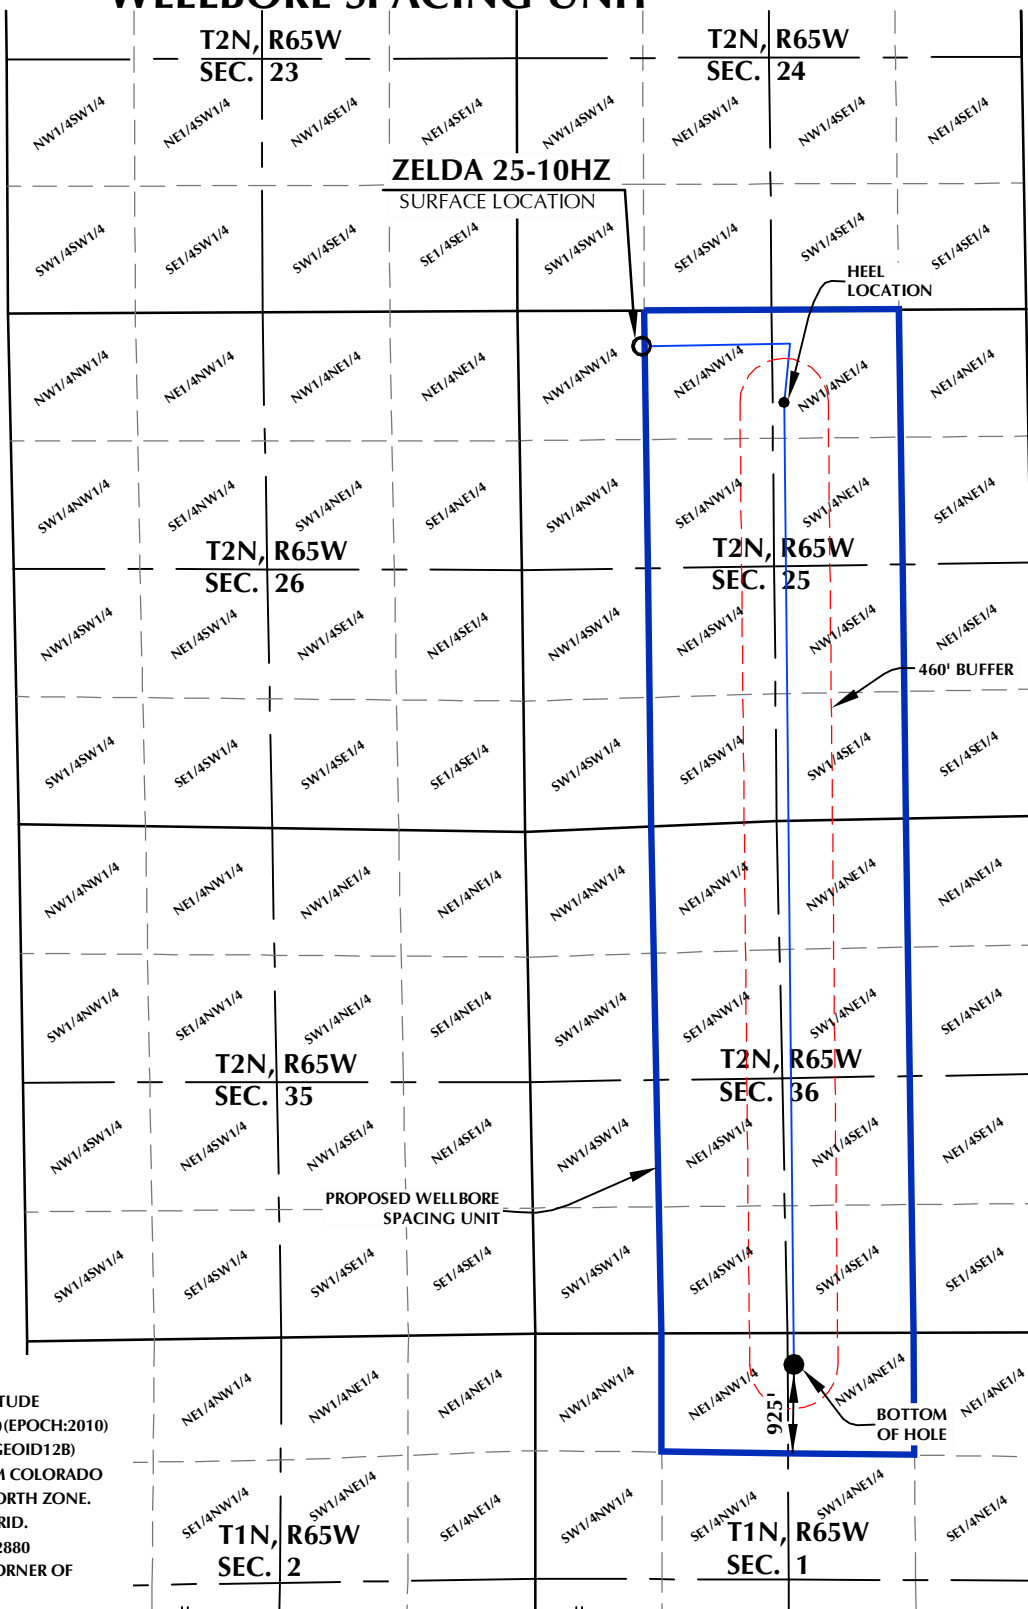 WELLBORE SPACING UNIT
T2N, R65W
SEC. 23
T2N, R65W
SEC. 24
NW1/4SW1/4
NE1/4SW1/4
NW1/4SE1/4
NE1/4SE1/4
NW1/4SW1/4
NE1/4SW1/4
NW1/4SE1/4
NE1/4SE1/4
ZELDA 25-10HZ
SURFACE LOCATION
SW1/4SW1/4
SE1/4SW1/4
SW1/4SE1/4
SE1/4SE1/4
SW1/4SW1/4
SE1/4SW1/4
SW1/4SE1/4
SE1/4SE1/4
HEEL
LOCATION
NW1/4NW1/4
NE1/4NW1/4
NW1/4NE1/4
NE1/4NE1/4
NW1/4NW1/4
NE1/4NW1/4
NW1/4NE1/4
NE1/4NE1/4
SW1/4NW1/4
SE1/4NW1/4
SW1/4NE1/4
SE1/4NE1/4
SW1/4NW1/4
SE1/4NW1/4
SW1/4NE1/4
SE1/4NE1/4
T2N, R65W
SEC. 26
T2N, R65W
SEC. 25
NW1/4SW1/4
NE1/4SW1/4
NW1/4SE1/4
NE1/4SE1/4
NW1/4SW1/4
NE1/4SW1/4
NW1/4SE1/4
NE1/4SE1/4
460' BUFFER
SW1/4SW1/4
SE1/4SW1/4
SW1/4SE1/4
SE1/4SE1/4
SW1/4SW1/4
SE1/4SW1/4
SW1/4SE1/4
SE1/4SE1/4
NW1/4NW1/4
NE1/4NW1/4
NW1/4NE1/4
NE1/4NE1/4
NW1/4NW1/4
NE1/4NW1/4
NW1/4NE1/4
NE1/4NE1/4
SW1/4NW1/4
SE1/4NW1/4
SW1/4NE1/4
SE1/4NE1/4
SW1/4NW1/4
SE1/4NW1/4
SW1/4NE1/4
SE1/4NE1/4
T2N, R65W
SEC. 35
T2N, R65W
SEC. 36
NW1/4SW1/4
NE1/4SW1/4
NW1/4SE1/4
NE1/4SE1/4
NW1/4SW1/4
NE1/4SW1/4
NW1/4SE1/4
NE1/4SE1/4
PROPOSED WELLBORE
SPACING UNIT
SW1/4SW1/4
SE1/4SW1/4
SW1/4SE1/4
SE1/4SE1/4
SW1/4SW1/4
SE1/4SW1/4
SW1/4SE1/4
SE1/4SE1/4
NE1/4NW1/4
NW1/4NE1/4
NE1/4NE1/4
NW1/4NW1/4
NE1/4NW1/4
NW1/4NE1/4
NE1/4NE1/4
925'
BOTTOM
OF HOLE
TUDE
)(EPOCH:2010)
GEOID12B)
M COLORADO
ORTH ZONE.
RID.
2880
ORNER OF
SE1/4NW1/4
SW1/4NE1/4
SE1/4NE1/4
SW1/4NW1/4
SE1/4NW1/4
SW1/4NE1/4
SE1/4NE1/4
T1N, R65W
SEC. 2
T1N, R65W
SEC. 1